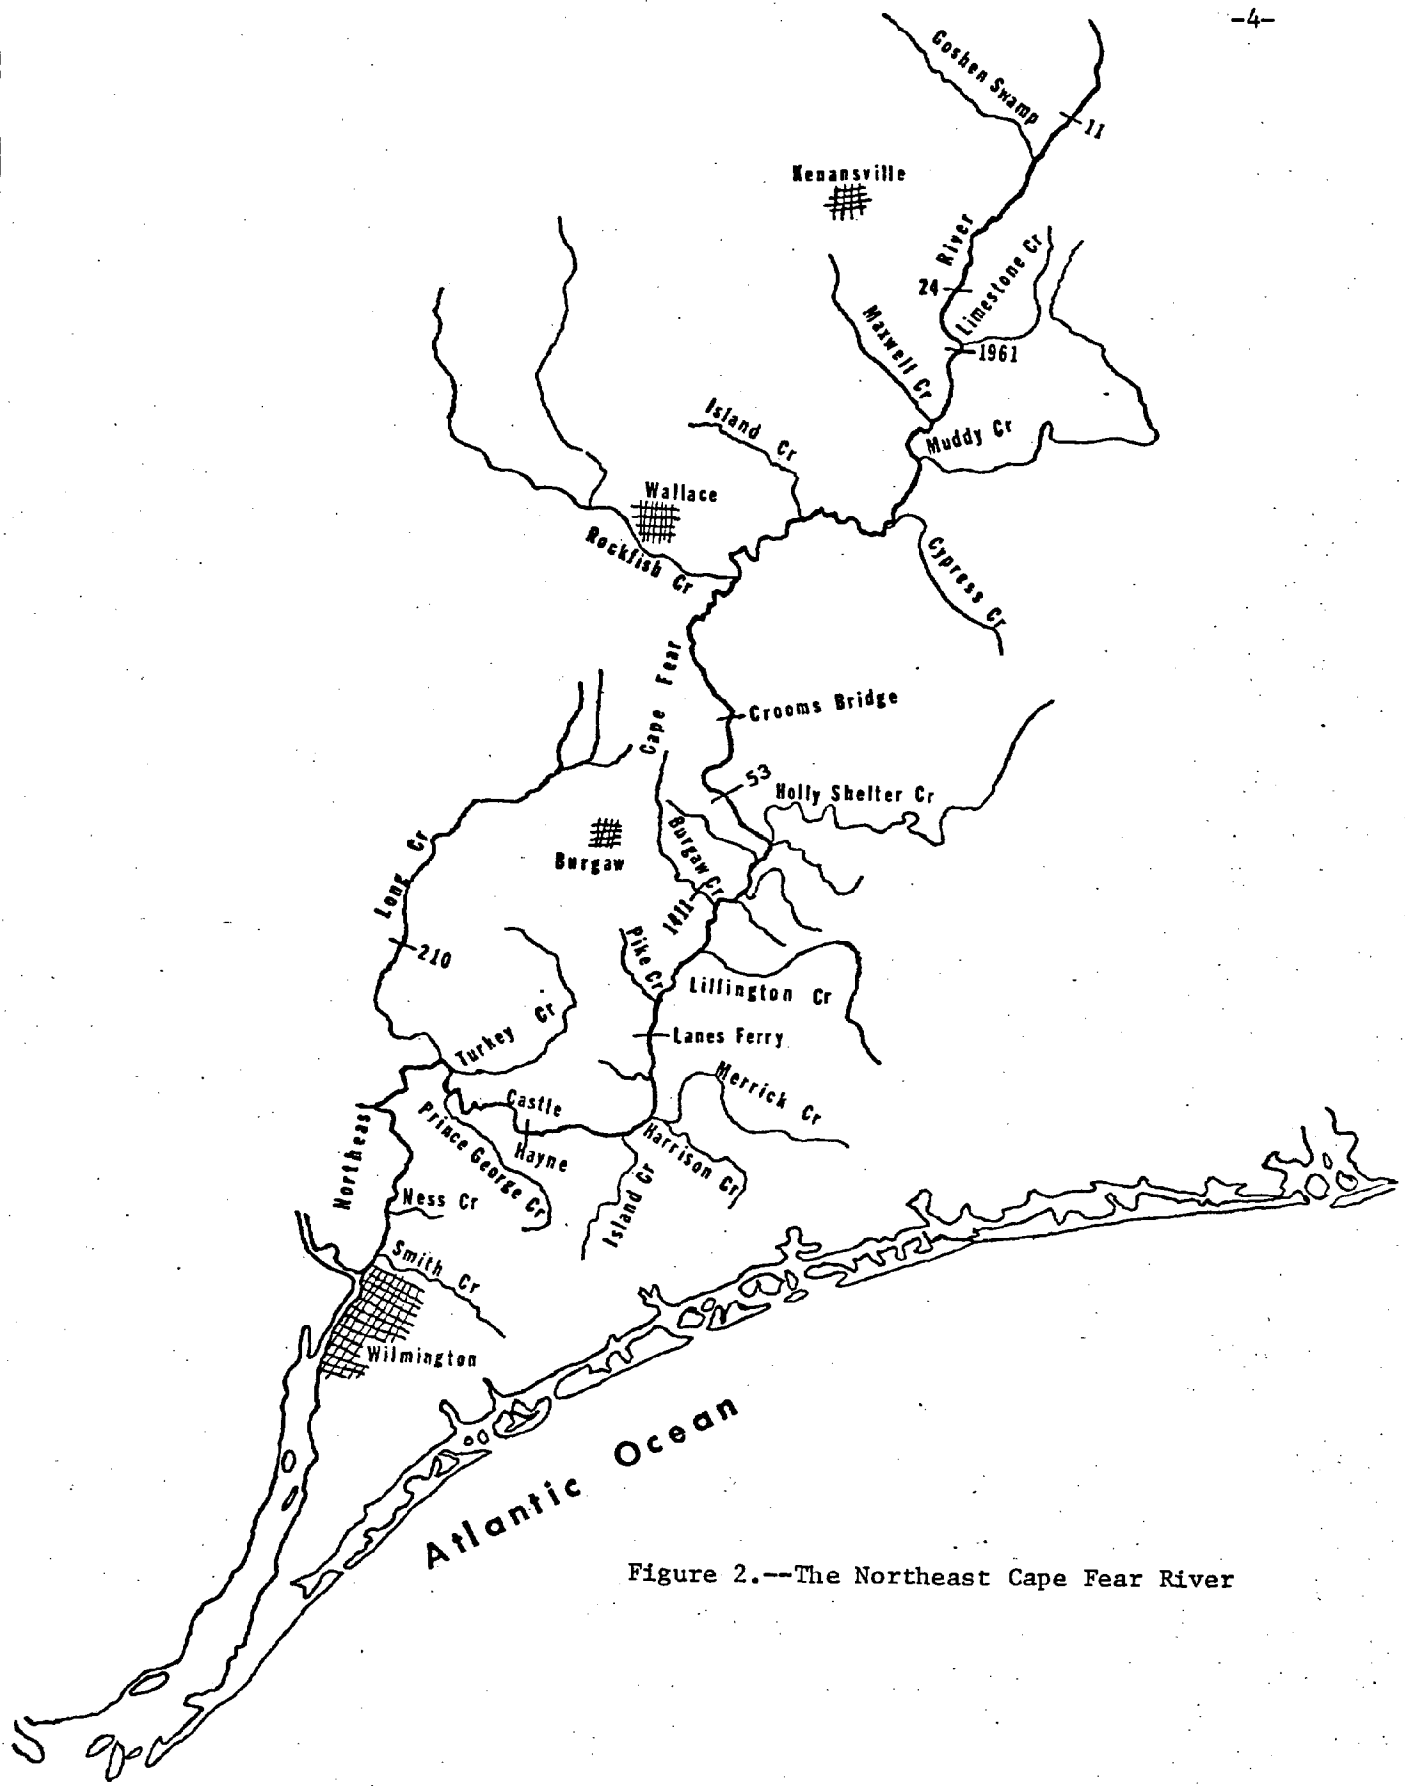 -4-
Goshen Swamp
11
Kenansville
River
24
Limestone Cr
1961
Maxwell Cr
Muddy Cr
Island Cr
Wallace
Rockfish Cr
Cypress Cr
Cape Fear
Crooms Bridge
53
Holly Shelter Cr
Burgaw
Burgaw Cr
1411
Long Cr
210
Pike Cr
Lillington Cr
Turkey Cr
Lanes Ferry
Merrick Cr
Castle
Hayne
Harrison Cr
Prince George Cr
Island Cr
Northeast
Ness Cr
Smith Cr
Wilmington
Atlantic Ocean
Figure 2.--The Northeast Cape Fear River